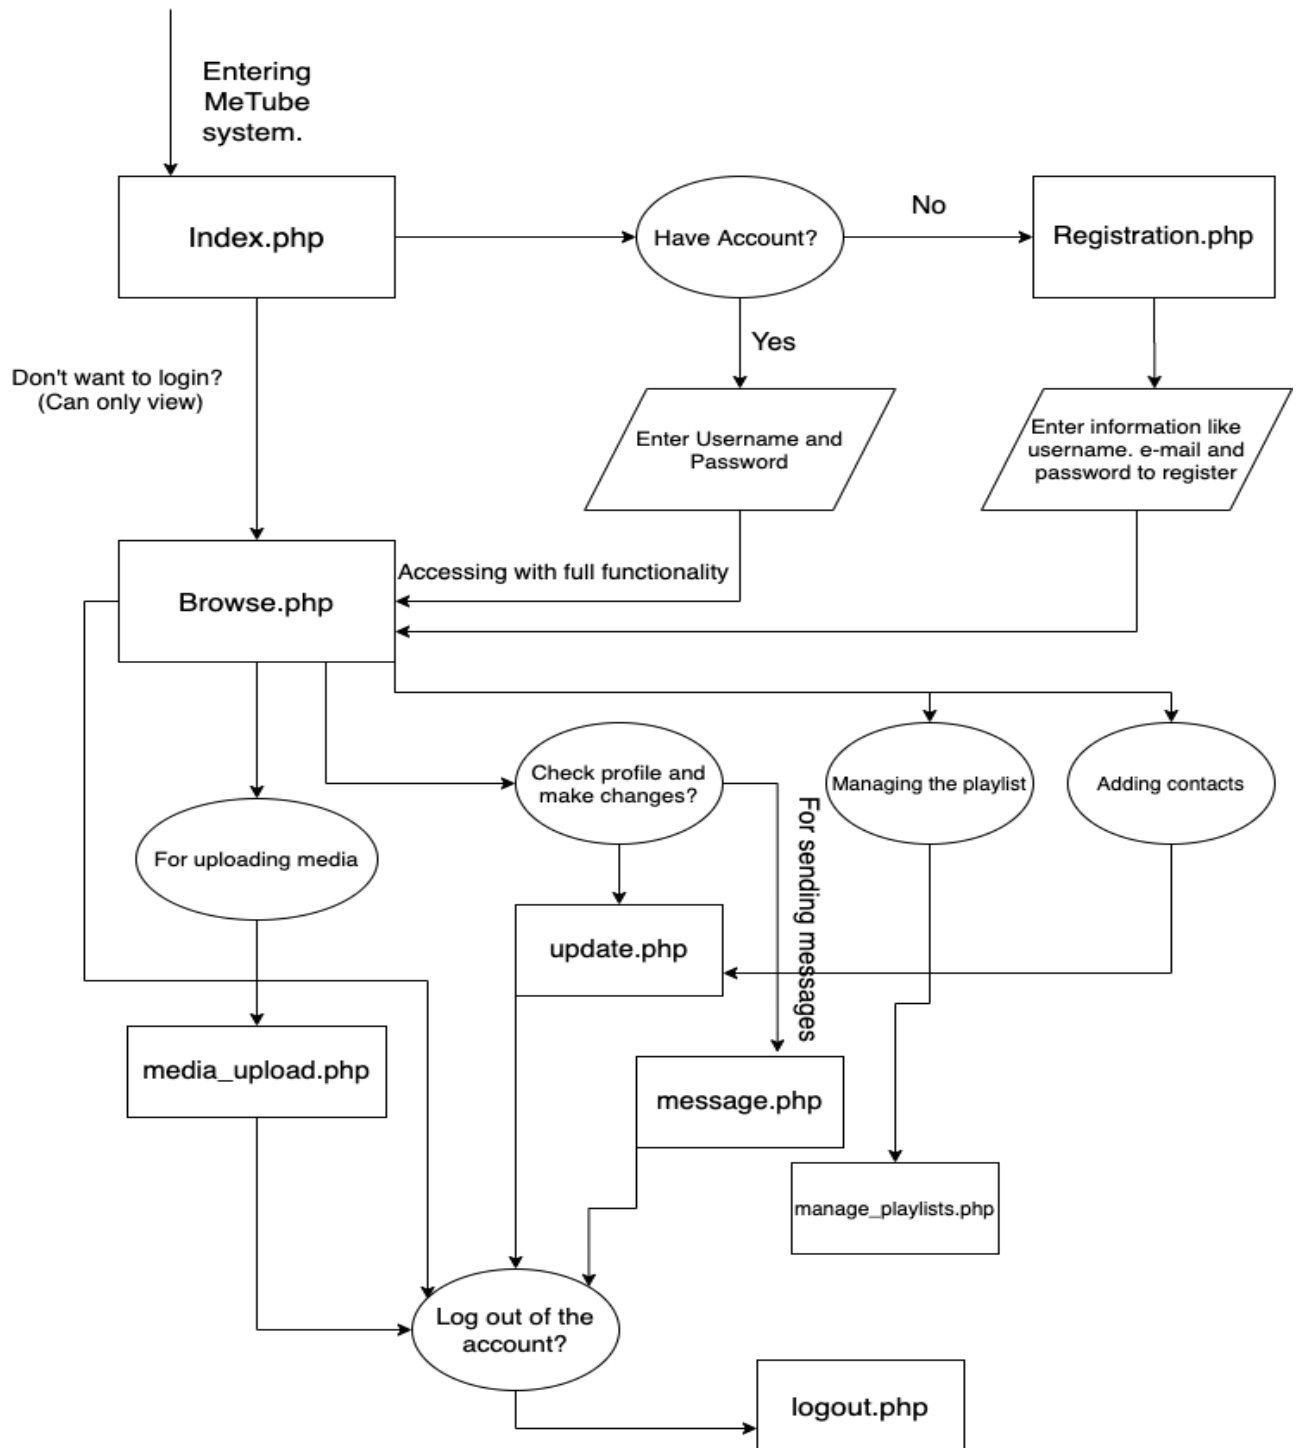 Entering
MeTube
system.
Index.php
Have Account?
No
Registration.php
Yes
Don't want to login?
(Can only view)
Enter Username and
Password
Enter information like
username. e-mail and
password to register
Accessing with full functionality
Browse.php
Check profile and
make changes?
Managing the playlist
Adding contacts
For uploading media
For sending messages
update.php
media_upload.php
message.php
manage_playlists.php
Log out of the
account?
logout.php